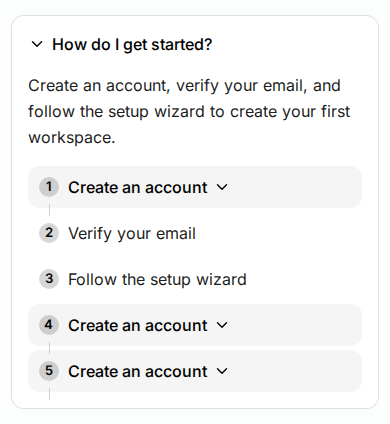 How do I get started?
Create an account, verify your email, and
follow the setup wizard to create your first
workspace.
1 Create an account
2 Verify your email
3 Follow the setup wizard
4 Create an account
5 Create an account